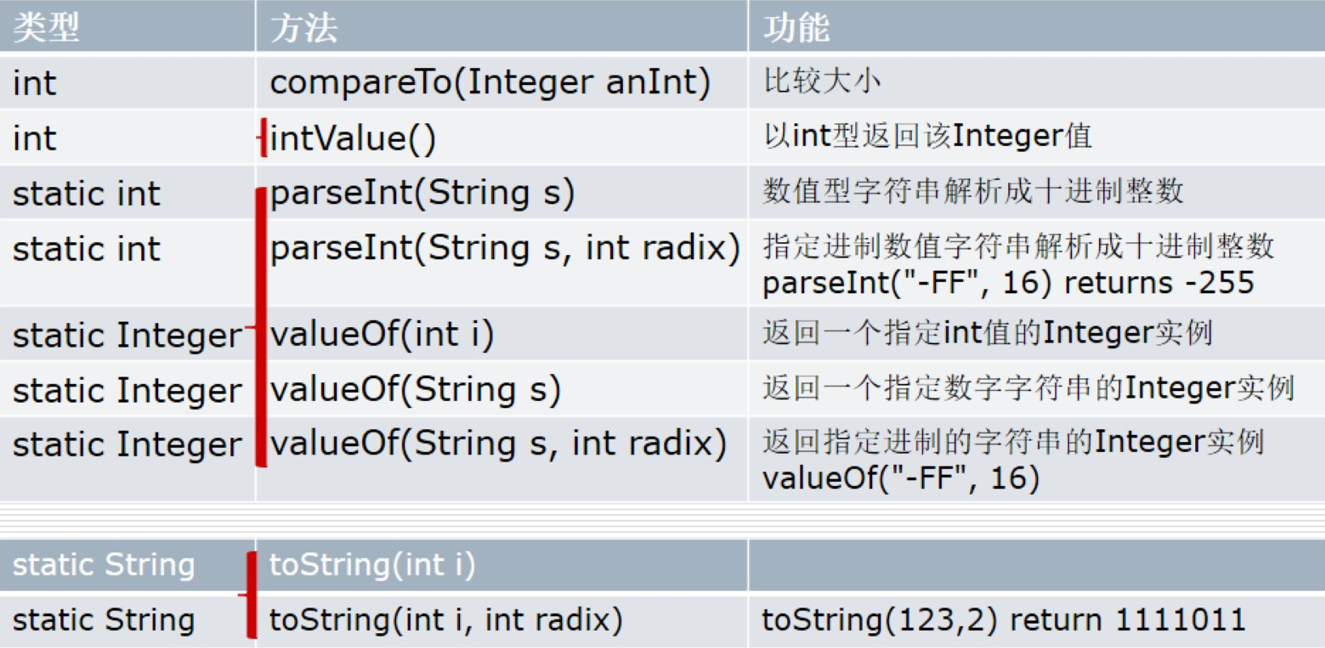 类型 方法 功能
int compareTo(Integer anInt) 比较大小
int intValue() 以int型返回该Integer值
static int parseInt(String s) 数值型字符串解析成十进制整数
static int parseInt(String s, int radix) 指定进制数值字符串解析成十进制整数
parseInt("-FF", 16) returns -255
static Integer valueOf(int i) 返回一个指定int值的Integer实例
static Integer valueOf(String s) 返回一个指定数字字符串的Integer实例
static Integer valueOf(String s, int radix) 返回指定进制的字符串的Integer实例
valueOf("-FF", 16)
static String toString(int i)
static String toString(int i, int radix) toString(123,2) return 1111011